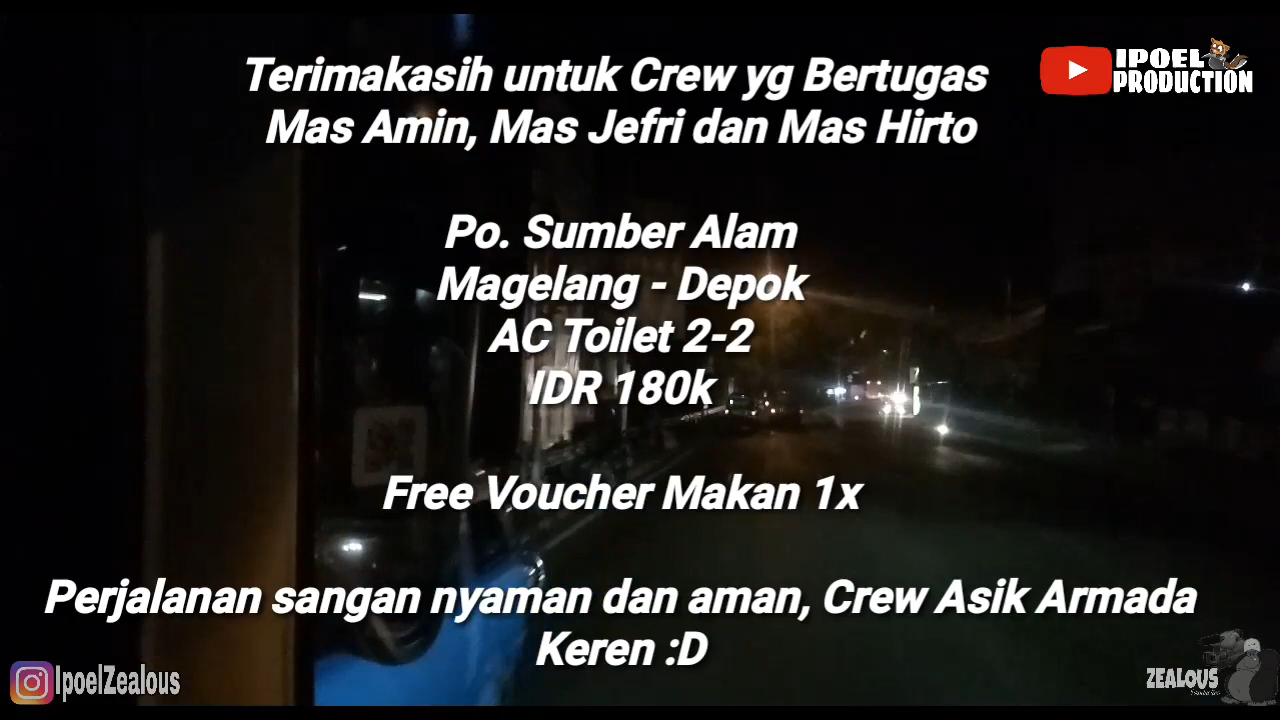 Terimakasih untuk Crew yg Bertugas
Mas Amin, Mas Jefri dan Mas Hirto
Po. Sumber Alam
Magelang - Depok
AC Toilet 2-2
IDR 180k
Free Voucher Makan 1x
Perjalanan sangan nyaman dan aman, Crew Asik Armada
Keren :D
IPOEL
PRODUCTION
IpoelZealous
ZEALOUS